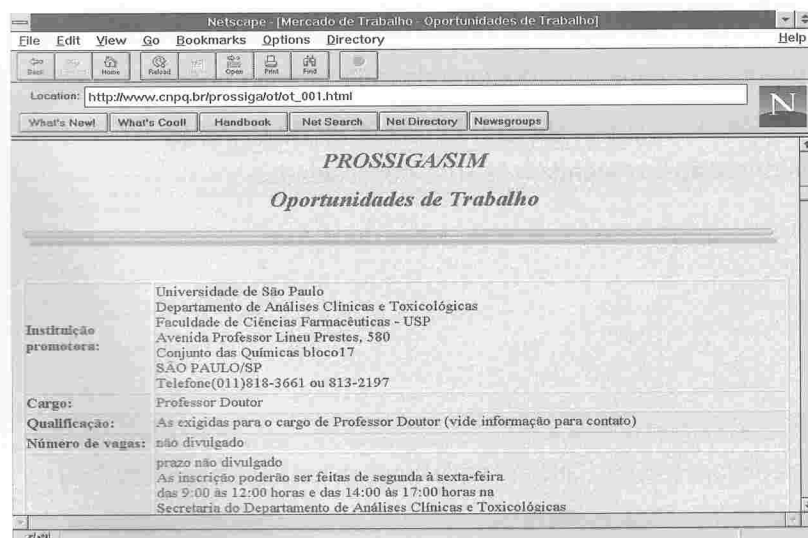 Netscape - [Mercado de Trabalho - Oportunidades de Trabalho]
File Edit View Go Bookmarks Options Directory Help
Back Home Reload Open Print Find
Location: http://www.cnpq.br/prossiga/ot/ot_001.html
N
What's New! What's Cool! Handbook Net Search Net Directory Newsgroups
PROSSIGA/SIM
Oportunidades de Trabalho
Instituição promotora:
Universidade de São Paulo
Departamento de Análises Clínicas e Toxicológicas
Faculdade de Ciências Farmacêuticas - USP
Avenida Professor Lineu Prestes, 580
Conjunto das Químicas bloco17
SÃO PAULO/SP
Telefone(011)818-3661 ou 813-2197
Cargo: Professor Doutor
Qualificação: As exigidas para o cargo de Professor Doutor (vide informação para contato)
Número de vagas: não divulgado
prazo não divulgado
As inscrição poderão ser feitas de segunda à sexta-feira
das 9:00 às 12:00 horas e das 14:00 às 17:00 horas na
Secretaria do Departamento de Análises Clínicas e Toxicológicas